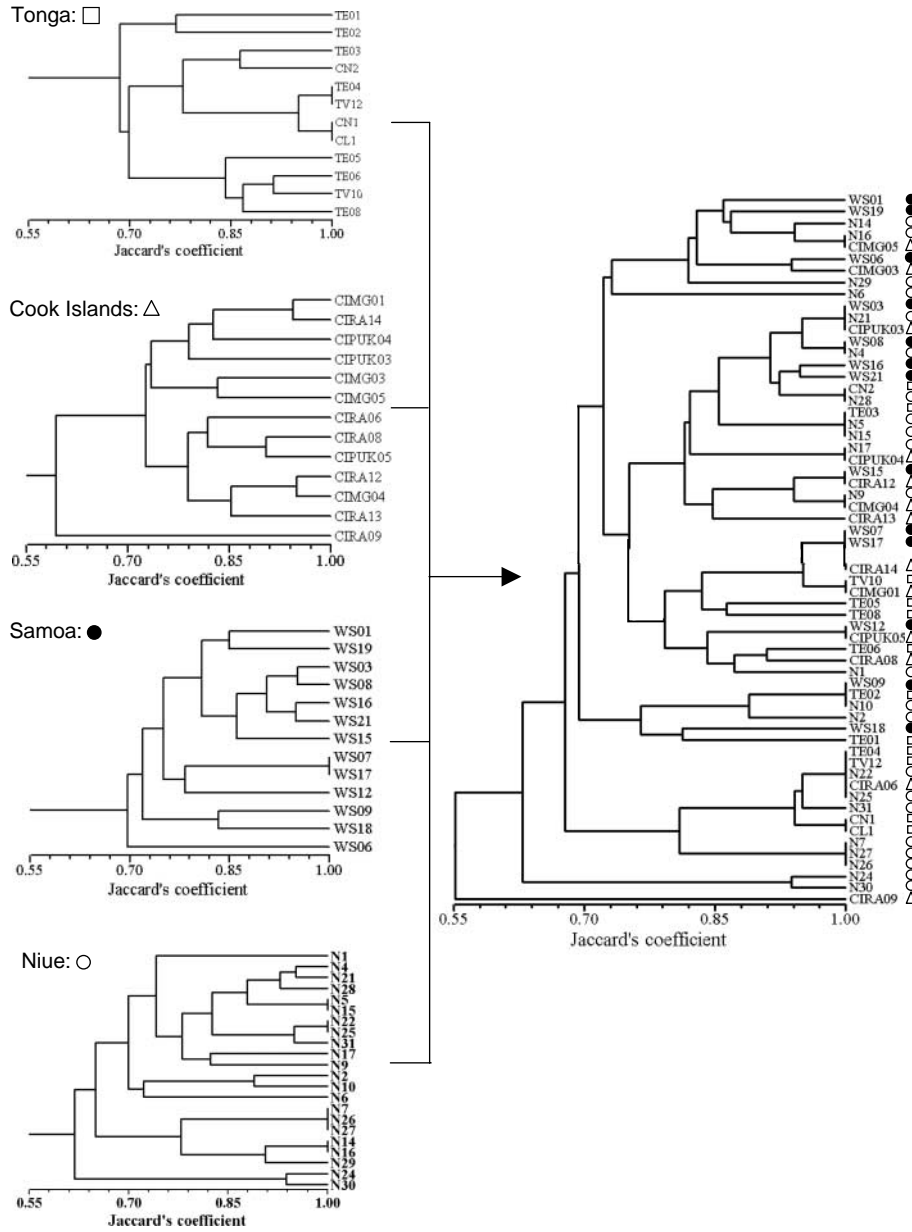 Tonga:
TE01
TE02
TE03
CN2
TE04
TV12
CN1
CL1
TE05
TE06
TV10
TE08
0.55 0.70 0.85 1.00
Jaccard's coefficient
Cook Islands:
CIMG01
CIRA14
CIPUK04
CIPUK03
CIMG03
CIMG05
CIRA06
CIRA08
CIPUK05
CIRA12
CIMG04
CIRA13
CIRA09
0.55 0.70 0.85 1.00
Jaccard's coefficient
Samoa:
WS01
WS19
WS03
WS08
WS16
WS21
WS15
WS07
WS17
WS12
WS09
WS18
WS06
0.55 0.70 0.85 1.00
Jaccard's coefficient
Niue:
N1
N4
N21
N28
N5
N15
N22
N25
N31
N17
N9
N2
N10
N6
N7
N26
N27
N14
N16
N29
N24
N30
0.55 0.70 0.85 1.00
Jaccard's coefficient
WS01
WS19
N14
N16
CIMG05
WS06
CIMG03
N29
N6
WS03
N21
CIPUK03
WS08
N4
WS16
WS21
CN2
N28
TE03
N5
N15
N17
CIPUK04
WS15
CIRA12
N9
CIMG04
CIRA13
WS07
WS17
CIRA14
TV10
CIMG01
TE05
TE08
WS12
CIPUK05
TE06
CIRA08
N1
WS09
TE02
N10
N2
WS18
TE01
TE04
TV12
N22
CIRA06
N25
N31
CN1
CL1
N7
N27
N26
N24
N30
CIRA09
0.55 0.70 0.85 1.00
Jaccard's coefficient